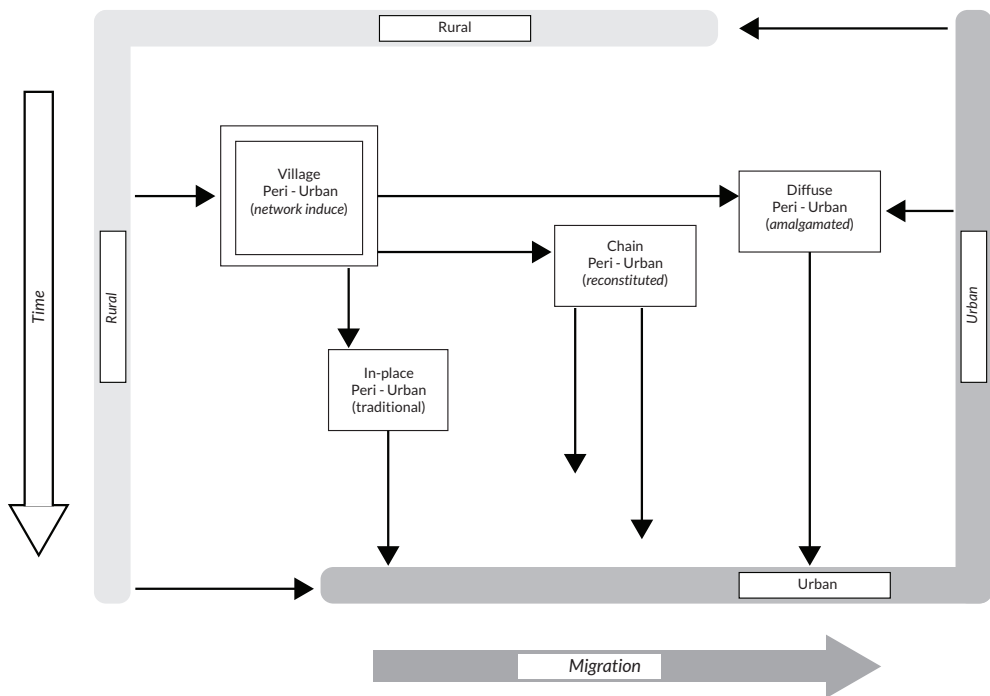 Rural
Village
Peri - Urban
(network induce)
Diffuse
Peri - Urban
(amalgamated)
Chain
Peri - Urban
(reconstituted)
Time
Rural
Urban
In-place
Peri - Urban
(traditional)
Urban
Migration